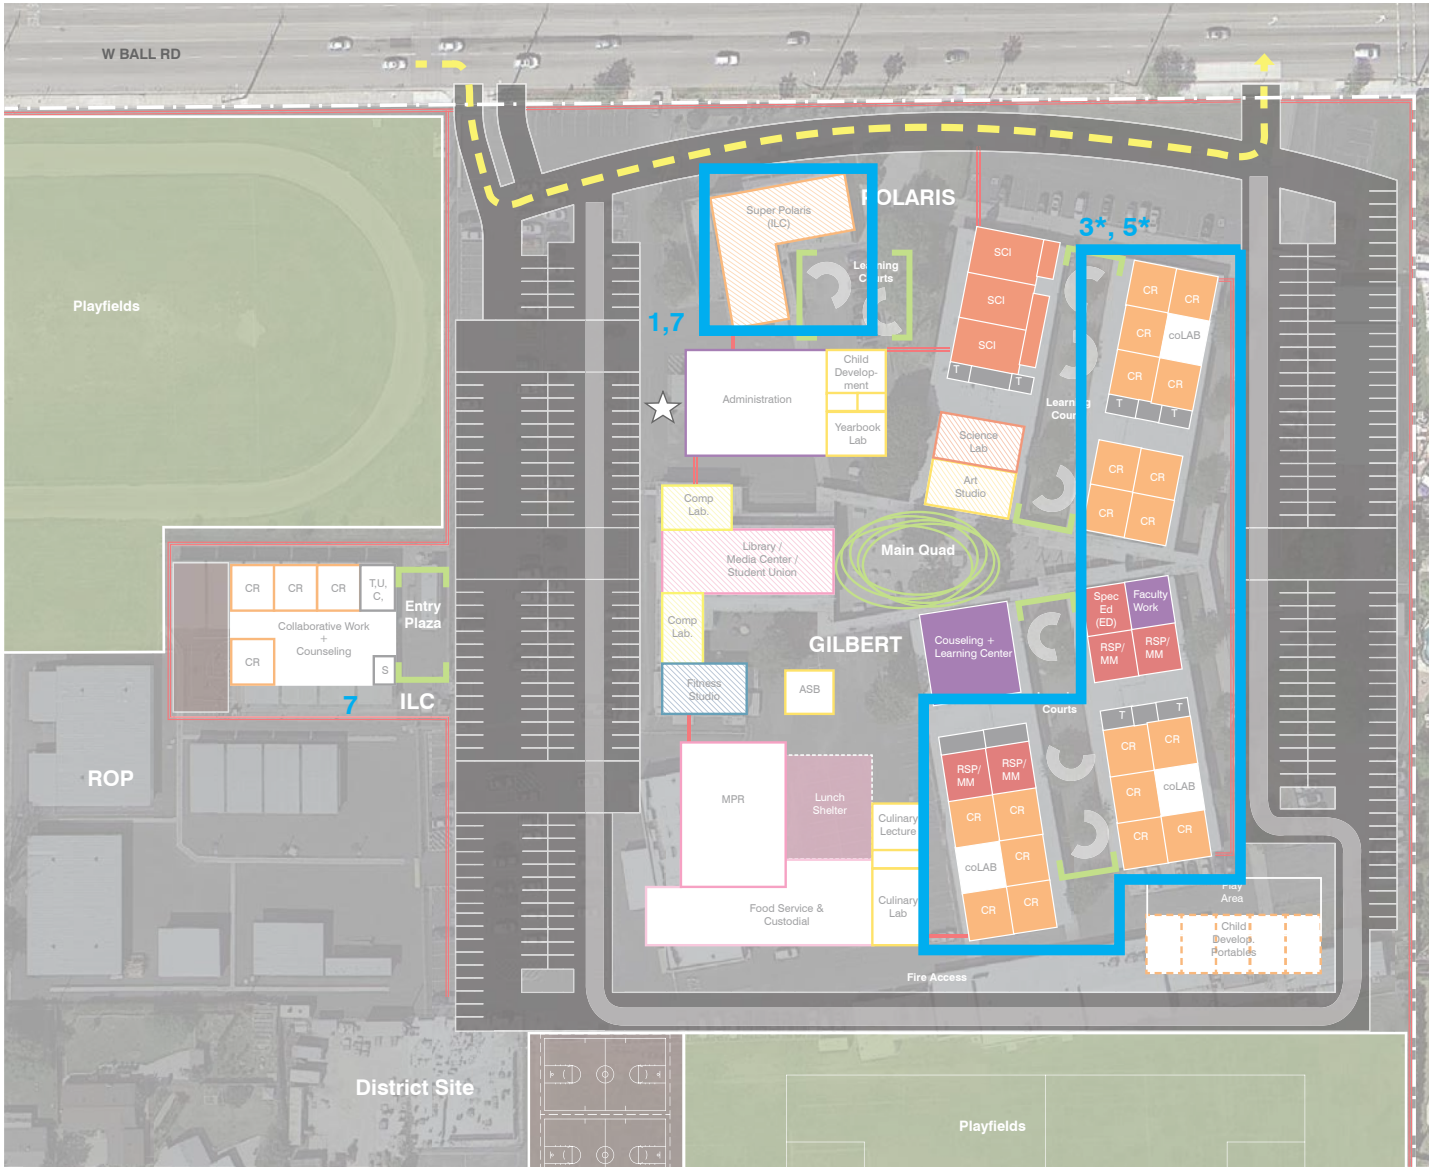 W BALL RD
POLARIS
Super Polaris
(ILC)
Learning
Courts
1,7
3*, 5*
SCI
SCI
SCI
T
T
CR
CR
CR
coLAB
CR
CR
T
T
Learning
Court
Playfields
Administration
Child
Develop-
ment
Yearbook
Lab
Science
Lab
Art
Studio
CR
CR
CR
CR
Comp
Lab.
Library /
Media Center /
Student Union
Main Quad
Comp
Lab.
Fitness
Studio
GILBERT
ASB
Couseling +
Learning Center
Spec
Ed
(ED)
Faculty
Work
RSP/
MM
RSP/
MM
CR
CR
CR
T,U,
C,
Collaborative Work
+
Counseling
CR
S
Entry
Plaza
7
ILC
ROP
Courts
T
T
CR
CR
CR
coLAB
CR
CR
RSP/
MM
RSP/
MM
CR
CR
coLAB
CR
CR
CR
MPR
Lunch
Shelter
Culinary
Lecture
Culinary
Lab
Food Service &
Custodial
Play
Area
Child
Develop.
Portables
Fire Access
District Site
Playfields